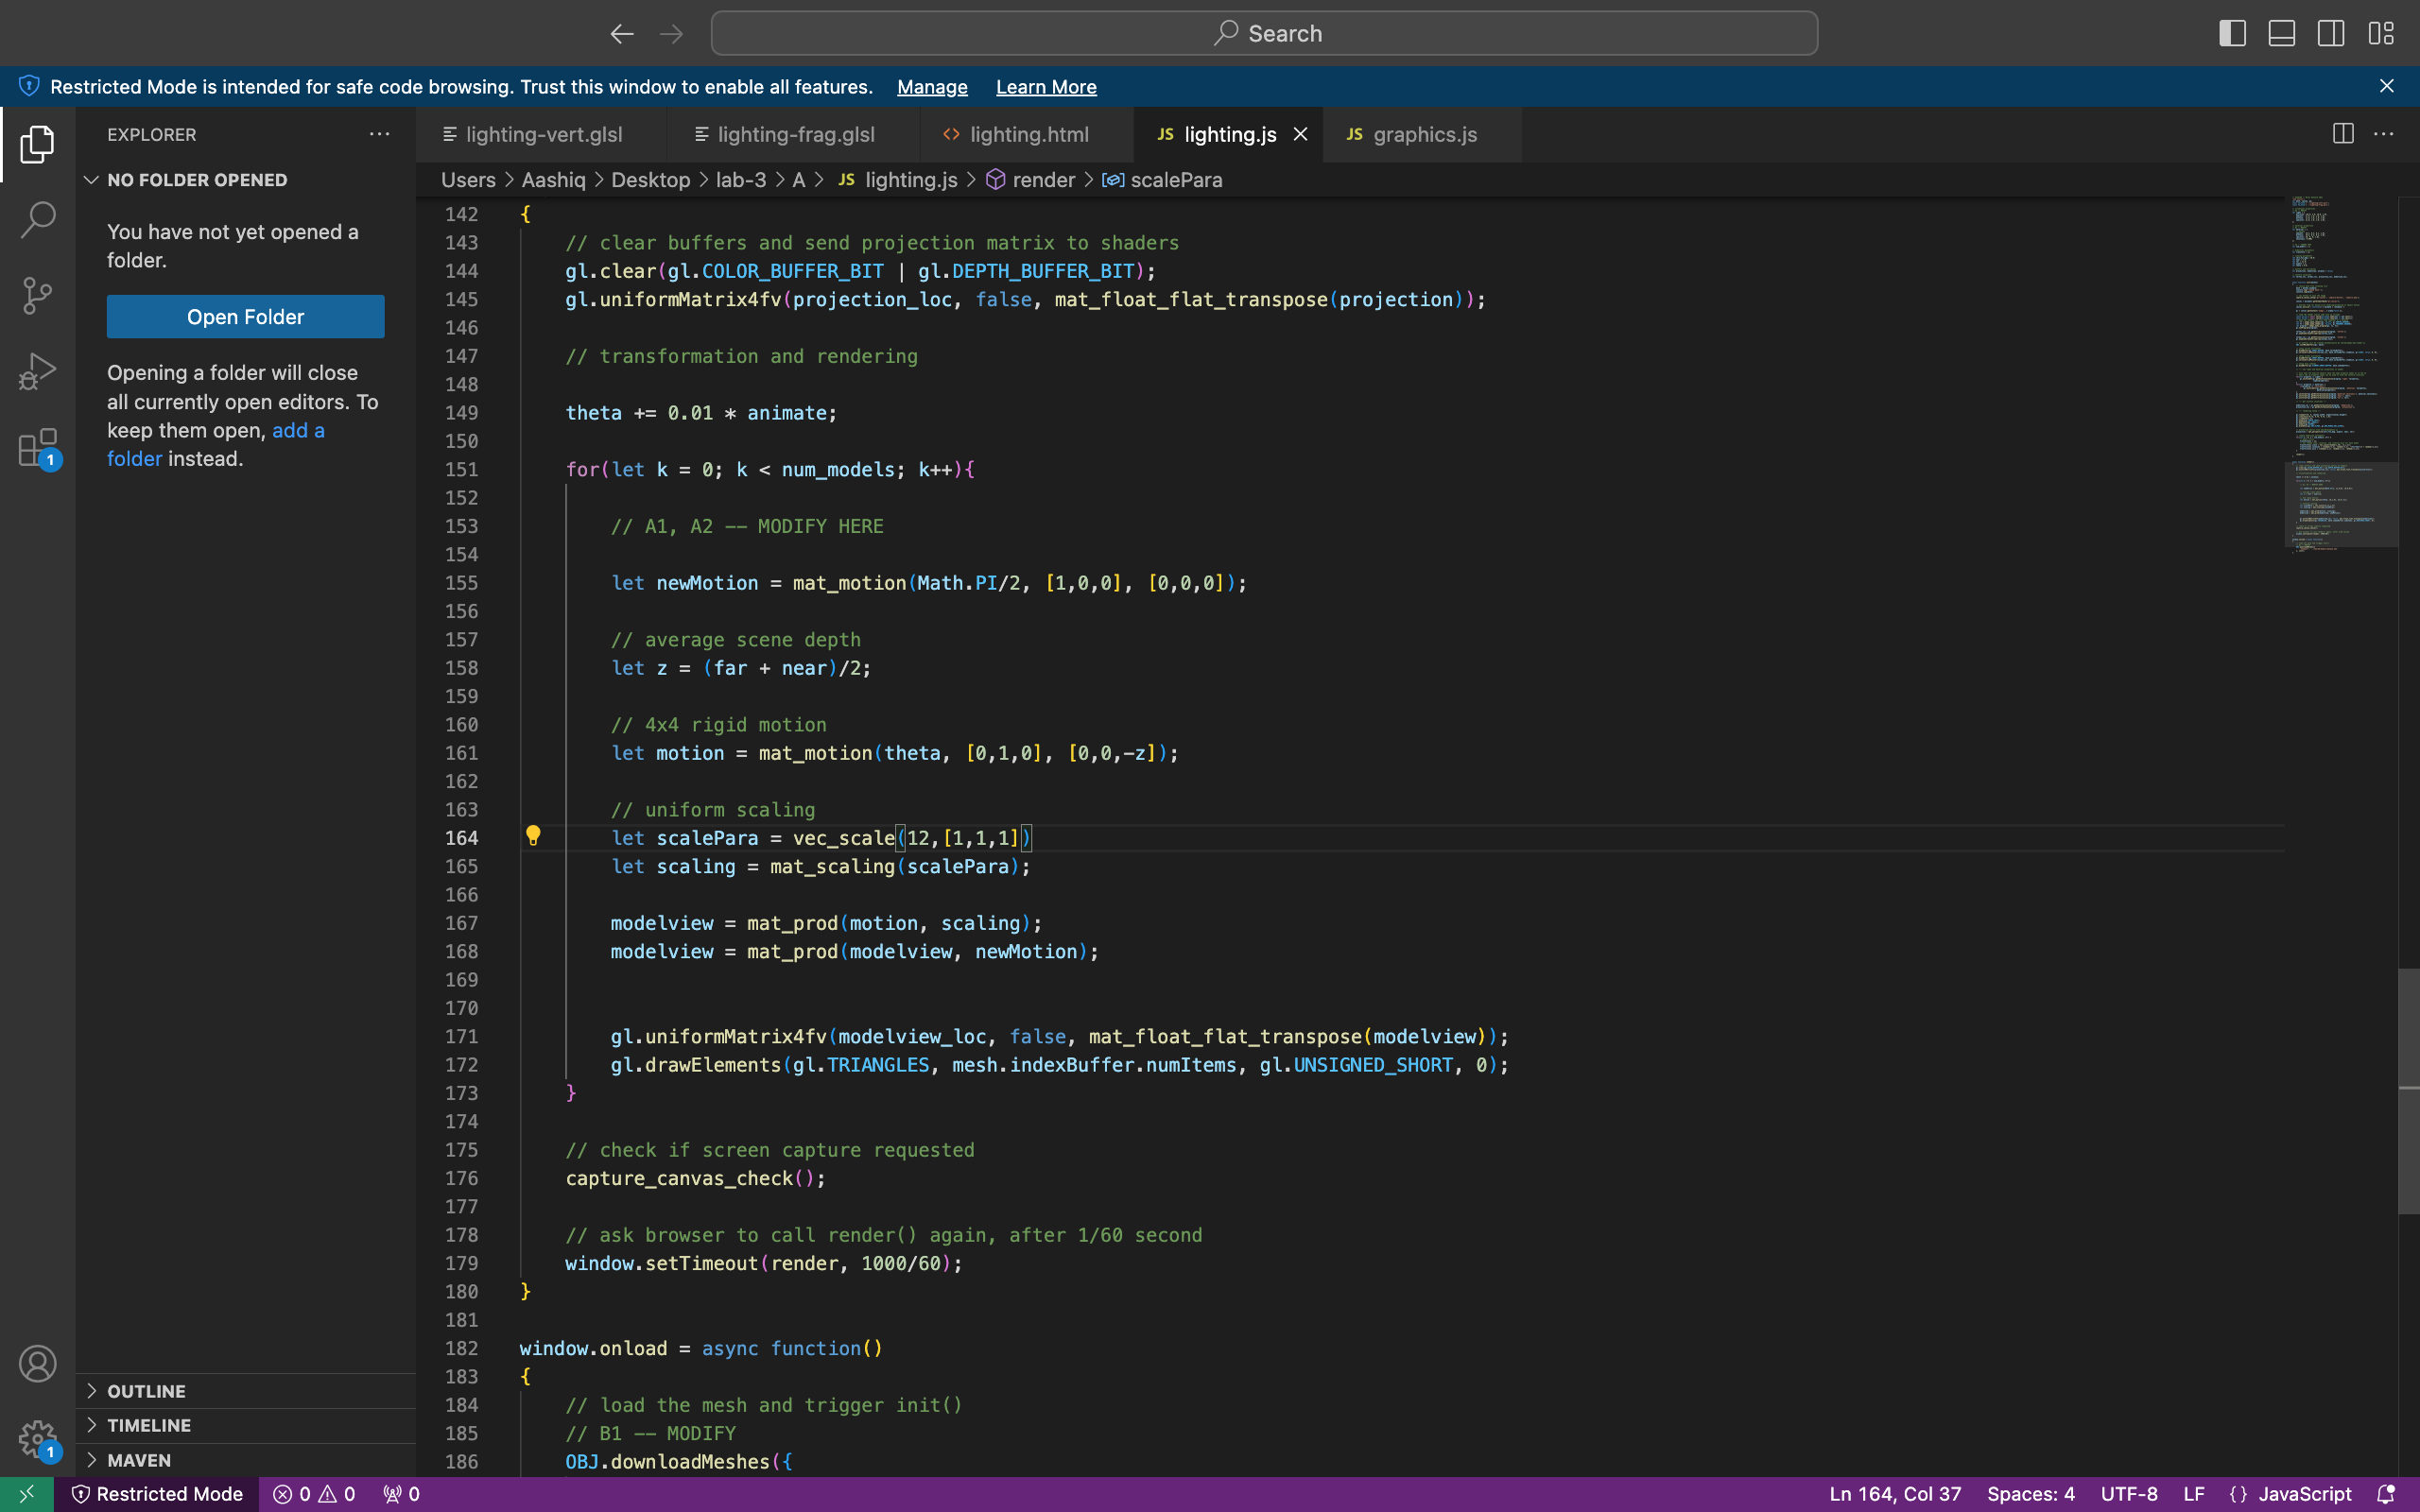 Search
Restricted Mode is intended for safe code browsing. Trust this window to enable all features. Manage Learn More
EXPLORER
NO FOLDER OPENED
You have not yet opened a
folder.
Open Folder
Opening a folder will close
all currently open editors. To
keep them open, add a
folder instead.
1
OUTLINE
TIMELINE
MAVEN
1
lighting-vert.glsl lighting-frag.glsl <> lighting.html JS lighting.js JS graphics.js
Users > Aashiq > Desktop > lab-3 > A > JS lighting.js > render > scalePara
142 {
143 // clear buffers and send projection matrix to shaders
144 gl.clear(gl.COLOR_BUFFER_BIT | gl.DEPTH_BUFFER_BIT);
145 gl.uniformMatrix4fv(projection_loc, false, mat_float_flat_transpose(projection));
146
147 // transformation and rendering
148
149 theta += 0.01 * animate;
150
151 for(let k = 0; k < num_models; k++){
152
153 // A1, A2 -- MODIFY HERE
154
155 let newMotion = mat_motion(Math.PI/2, [1,0,0], [0,0,0]);
156
157 // average scene depth
158 let z = (far + near)/2;
159
160 // 4x4 rigid motion
161 let motion = mat_motion(theta, [0,1,0], [0,0,-z]);
162
163 // uniform scaling
164 let scalePara = vec_scale(12,[1,1,1])
165 let scaling = mat_scaling(scalePara);
166
167 modelview = mat_prod(motion, scaling);
168 modelview = mat_prod(modelview, newMotion);
169
170
171 gl.uniformMatrix4fv(modelview_loc, false, mat_float_flat_transpose(modelview));
172 gl.drawElements(gl.TRIANGLES, mesh.indexBuffer.numItems, gl.UNSIGNED_SHORT, 0);
173 }
174
175 // check if screen capture requested
176 capture_canvas_check();
177
178 // ask browser to call render() again, after 1/60 second
179 window.setTimeout(render, 1000/60);
180 }
181
182 window.onload = async function()
183 {
184 // load the mesh and trigger init()
185 // B1 -- MODIFY
186 OBJ.downloadMeshes({
Restricted Mode 0 0 0 Ln 164, Col 37 Spaces: 4 UTF-8 LF {} JavaScript